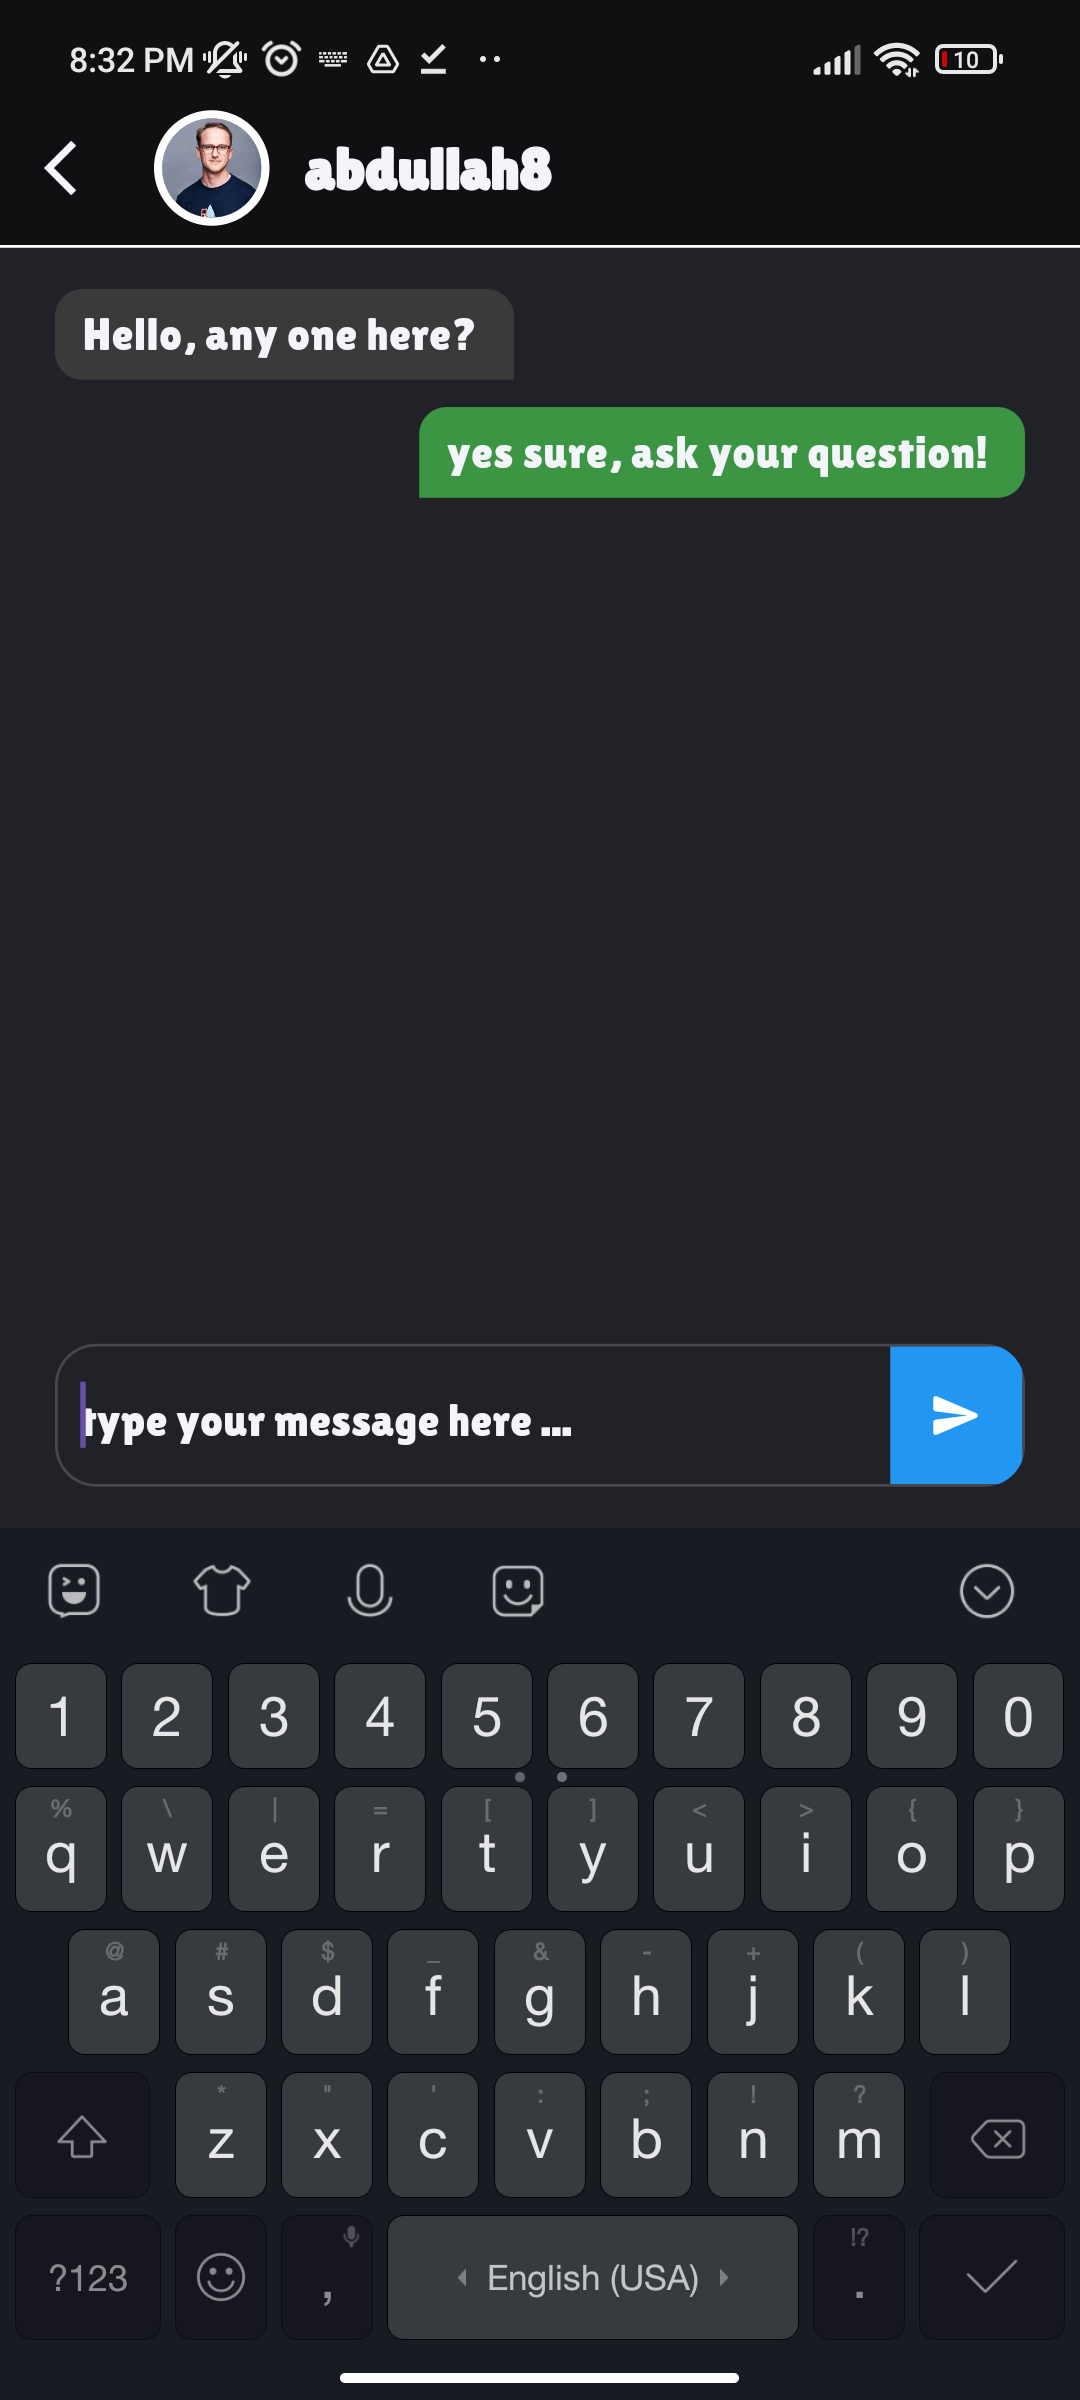 8:32 PM
10
abdullah8
Hello, any one here?
yes sure, ask your question!
type your message here ...
1 2 3 4 5 6 7 8 9 0
% \ | = [ ] < > { }
q w e r t y u i o p
@ # $ _ & - + ( )
a s d f g h j k l
* " ' : ; ! ?
z x c v b n m
!?
?123 , English (USA) .